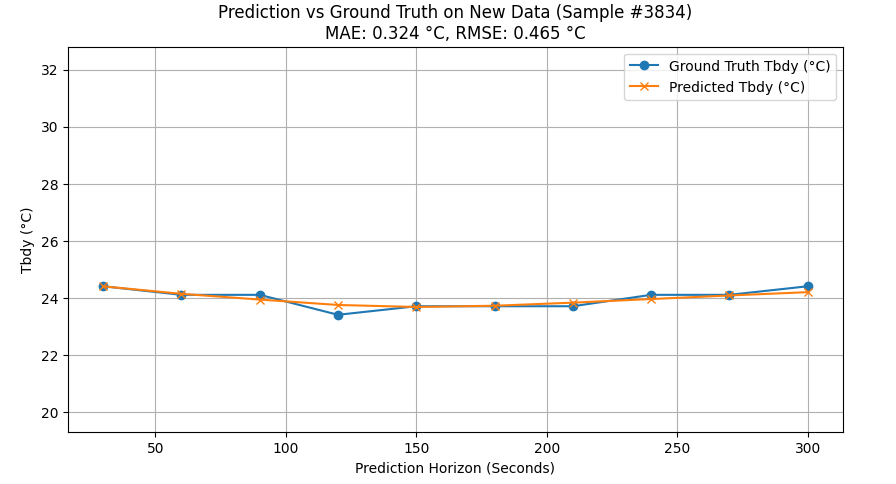 Prediction vs Ground Truth on New Data (Sample #3834)
MAE: 0.324 °C, RMSE: 0.465 °C
Ground Truth Tbdy (°C)
Predicted Tbdy (°C)
Tbdy (°C)
32
30
28
26
24
22
20
50
100
150
200
250
300
Prediction Horizon (Seconds)